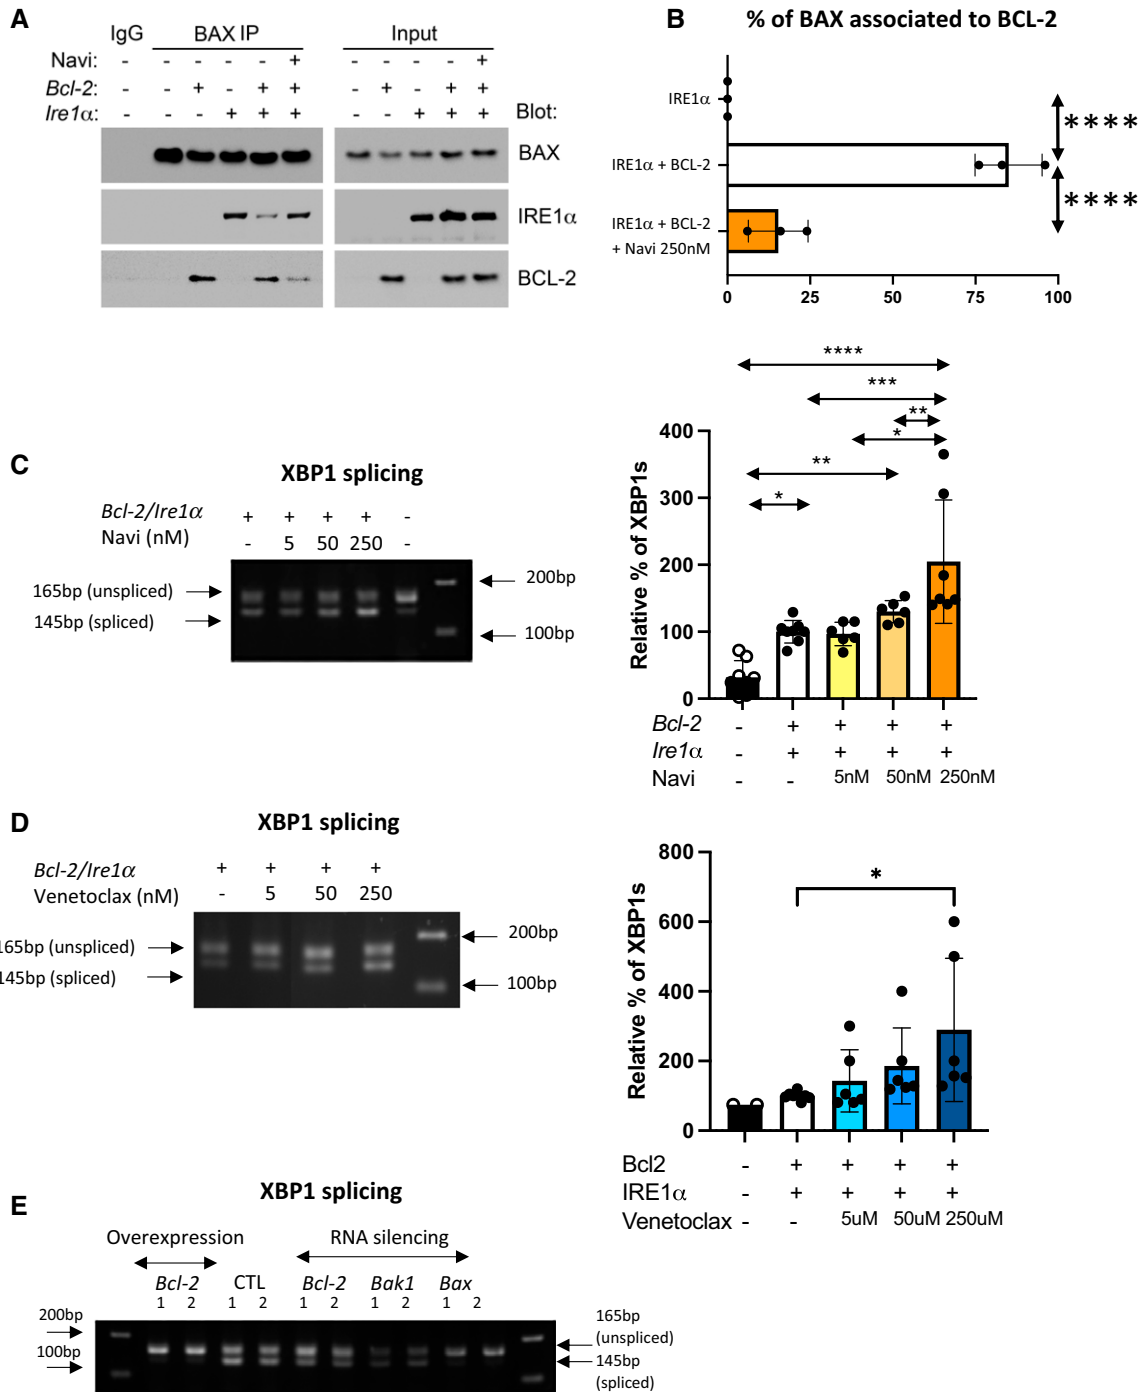 A
IgG BAX IP Input
Navi: - - - - - + - - - - +
Bcl-2: - - + - + + - + - + +
Ire1α: - - - + + + - - + + + Blot:
BAX
IRE1α
BCL-2
B
% of BAX associated to BCL-2
IRE1α
IRE1α + BCL-2
IRE1α + BCL-2
+ Navi 250nM
****
****
0 25 50 75 100
C
XBP1 splicing
Bcl-2/Ire1α + + + + -
Navi (nM) - 5 50 250 -
165bp (unspliced)
145bp (spliced)
200bp
100bp
****
***
**
*
**
*
Relative % of XBP1s
400
300
200
100
0
Bcl-2 - + + + +
Ire1α - + + + +
Navi - - 5nM 50nM 250nM
D
XBP1 splicing
Bcl-2/Ire1α + + + +
Venetoclax (nM) - 5 50 250
165bp (unspliced)
145bp (spliced)
200bp
100bp
*
Relative % of XBP1s
800
600
400
200
0
Bcl2 - + + + +
IRE1α - + + + +
Venetoclax - - 5uM 50uM 250uM
E
XBP1 splicing
Overexpression RNA silencing
Bcl-2 CTL Bcl-2 Bak1 Bax
1 2 1 2 1 2 1 2 1 2
200bp
100bp
165bp
(unspliced)
145bp
(spliced)